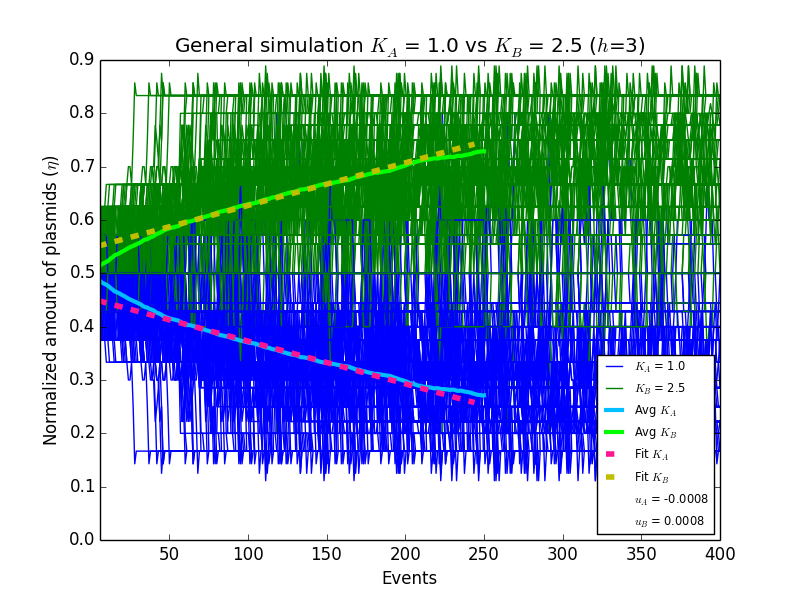 General simulation K_A = 1.0 vs K_B = 2.5 (h=3)
Normalized amount of plasmids (η)
0.9
0.8
0.7
0.6
0.5
0.4
0.3
0.2
0.1
0.0
K_A = 1.0
K_B = 2.5
Avg K_A
Avg K_B
Fit K_A
Fit K_B
u_A = -0.0008
u_B = 0.0008
50 100 150 200 250 300 350 400
Events